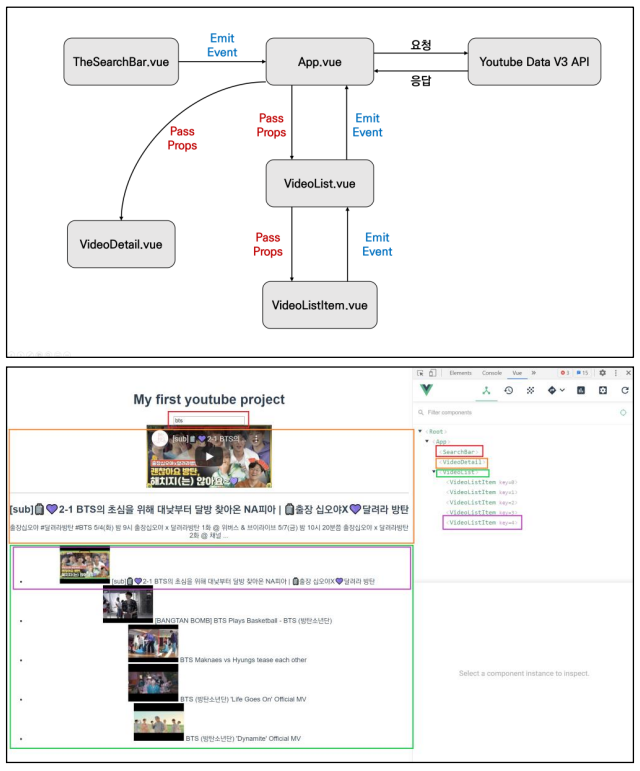 Emit
Event
요청
TheSearchBar.vue
App.vue
Youtube Data V3 API
응답
Pass
Props
Pass
Props
Emit
Event
VideoList.vue
VideoDetail.vue
Pass
Props
Emit
Event
VideoListItem.vue
My first youtube project
bts
[sub]🗿💜2-1 BTS의
출장십오야x달려라방탄
괜찮아요 방탄,
해치지(는) 않아요
[sub]🗿💜2-1 BTS의 초심을 위해 대낮부터 달방 찾아온 NA피아 | 🗿출장 십오야X💜달려라 방탄
출장십오야 #달려라방탄 #BTS 5/4(화) 밤 9시 출장십오야 x 달려라방탄 1화 @ 위버스 & 브이라이브 5/7(금) 밤 10시 20분쯤 출장십오야 x 달려라방탄
2화 @ 채널 ...
[sub]🗿💜2-1 BTS의 초심을 위해 대낮부터 달방 찾아온 NA피아 | 🗿출장 십오야X💜달려라 방탄
[BANGTAN BOMB] BTS Plays Basketball - BTS (방탄소년단)
BTS Maknaes vs Hyungs tease each other
BTS (방탄소년단) 'Life Goes On' Official MV
BTS (방탄소년단) 'Dynamite' Official MV
Elements Console Vue » 3 15
Filter components
<Root>
<App>
<SearchBar>
<VideoDetail>
<VideoList>
<VideoListItem key=0>
<VideoListItem key=1>
<VideoListItem key=2>
<VideoListItem key=3>
<VideoListItem key=4>
Select a component instance to inspect.